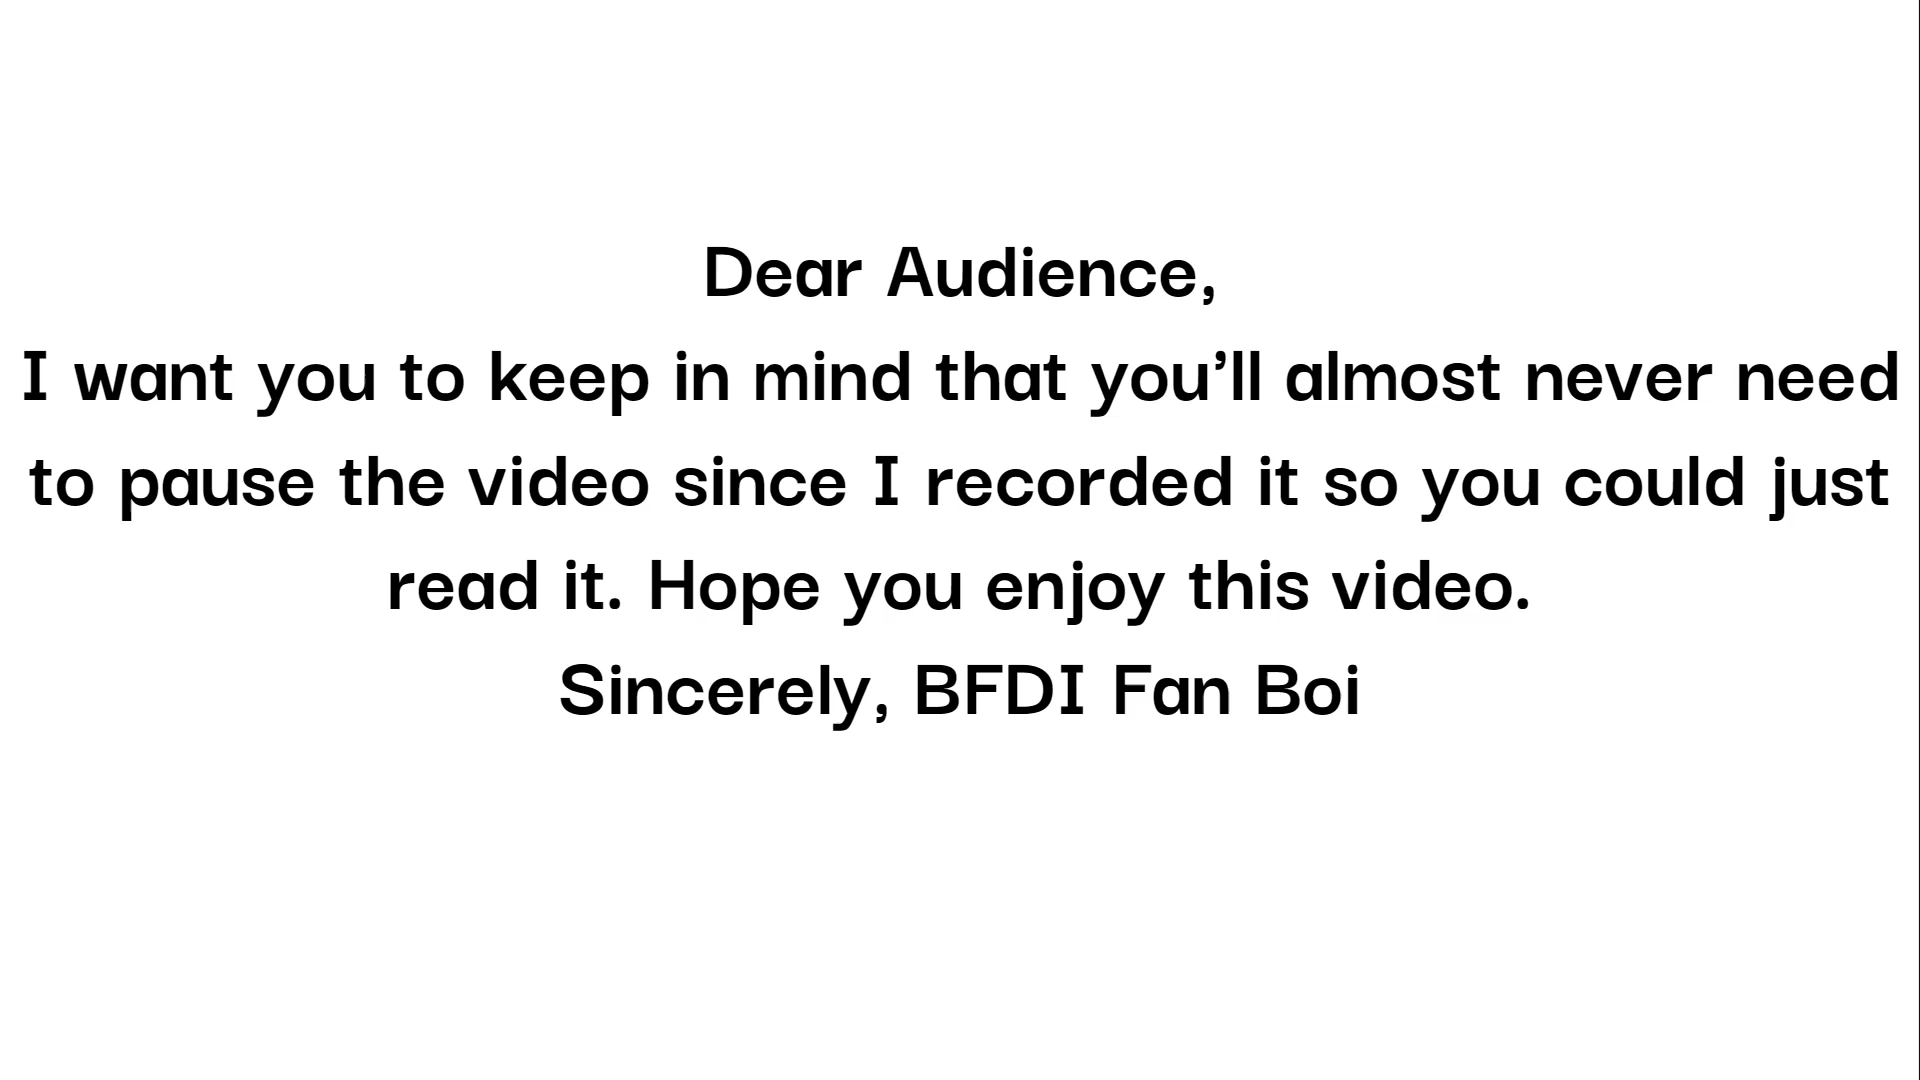 Dear Audience,
I want you to keep in mind that you’ll almost never need
to pause the video since I recorded it so you could just
read it. Hope you enjoy this video.
Sincerely, BFDI Fan Boi